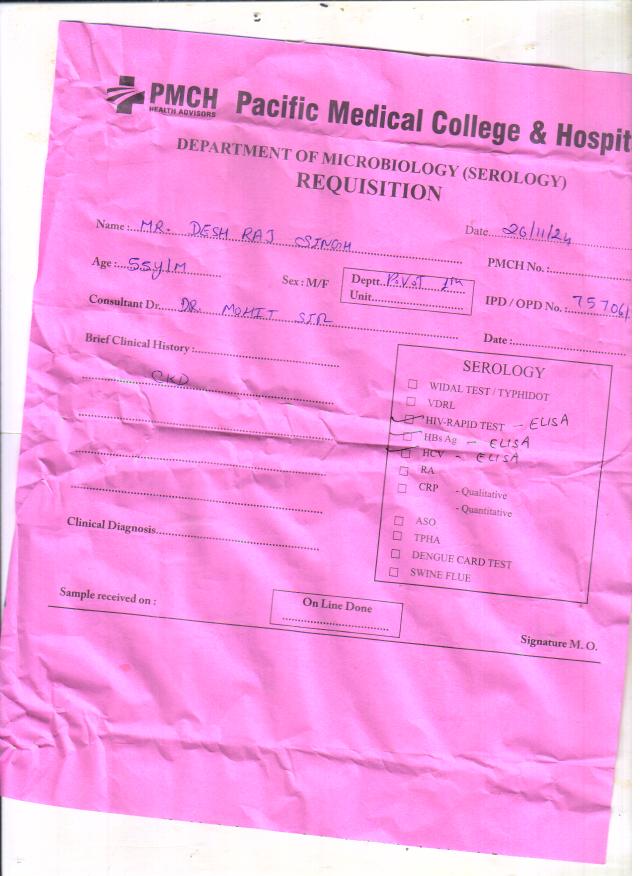 PMCH
HEALTH ADVISORS
Pacific Medical College & Hospit
DEPARTMENT OF MICROBIOLOGY (SEROLOGY)
REQUISITION
Name : MR. DESH RAJ SINGH
Date 26/11/24
Age : 55y/M
Sex : M/F
Deptt.
Unit
PMCH No. :
IPD / OPD No. : 75706/
Consultant Dr. DR. MOHIT SIR
Date :
Brief Clinical History :
CKD
SEROLOGY
WIDAL TEST / TYPHIDOT
VDRL
HIV-RAPID TEST - ELISA
HBs Ag - ELISA
HCV - ELISA
RA
CRP - Qualitative
- Quantitative
ASO
TPHA
DENGUE CARD TEST
SWINE FLUE
Clinical Diagnosis
Sample received on :
On Line Done
Signature M. O.